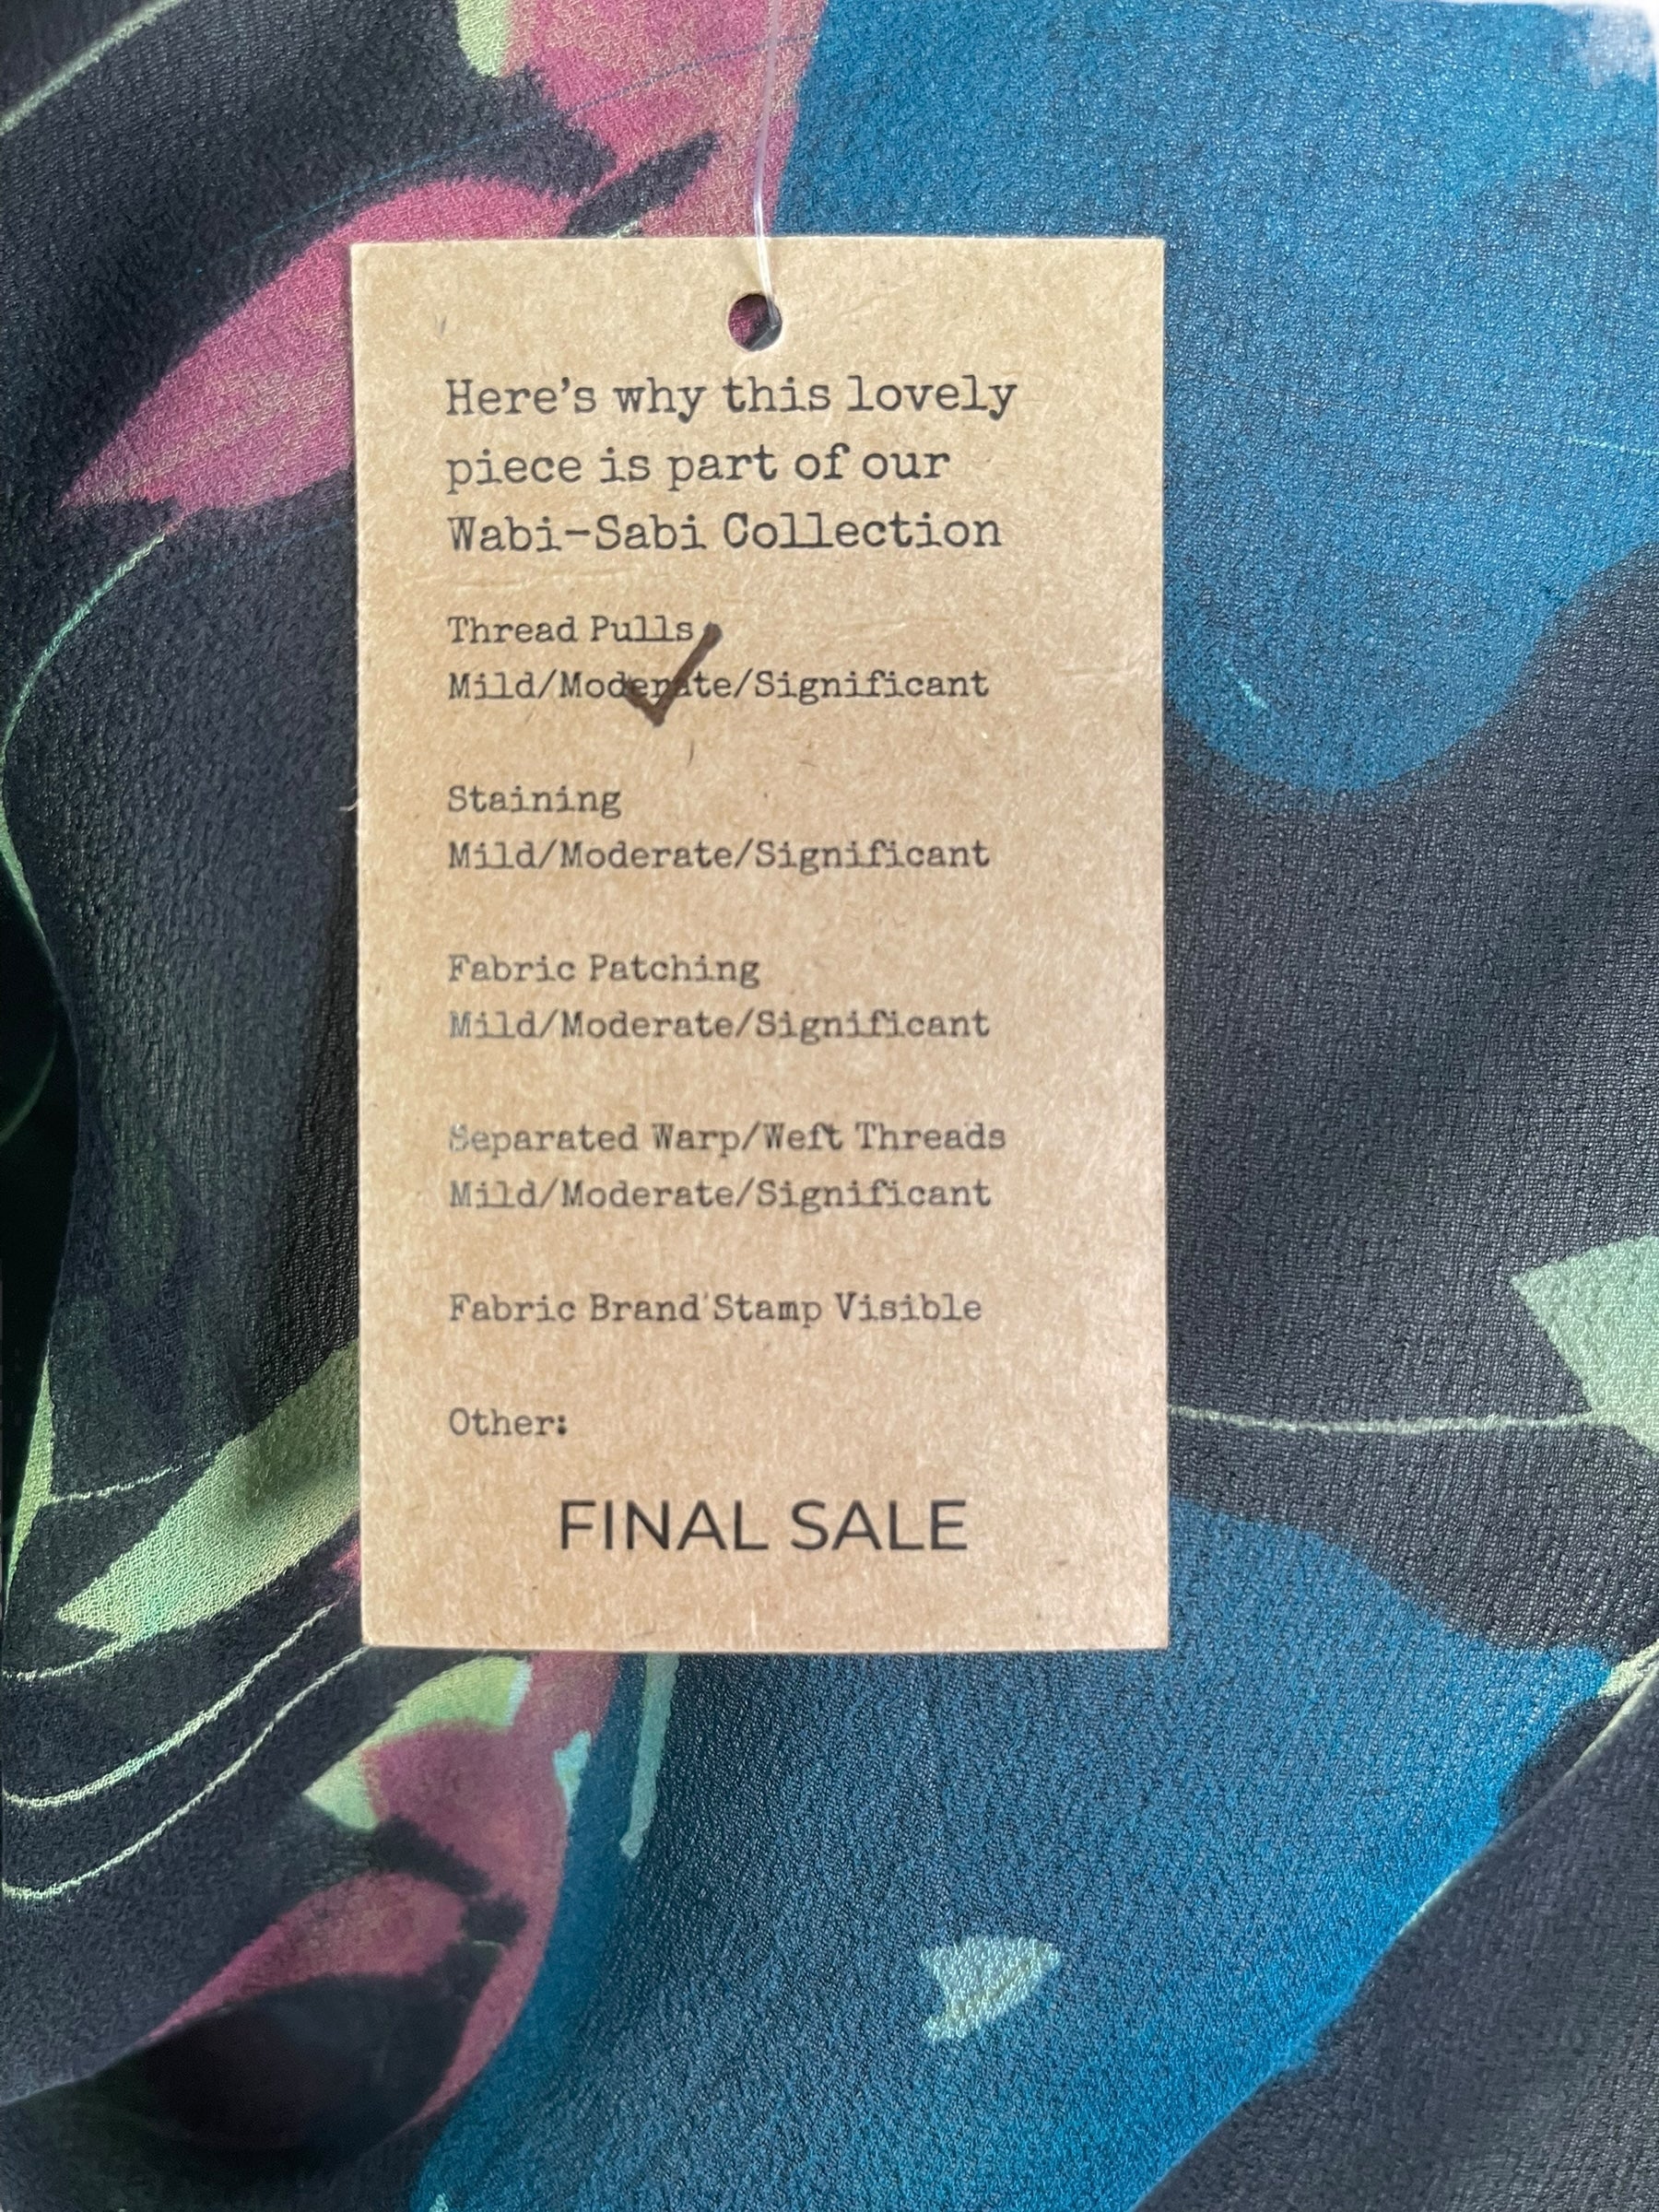 Here's why this lovely
piece is part of our
Wabi-Sabi Collection
Thread Pulls
Mild/Moderate/Significant
Staining
Mild/Moderate/Significant
Fabric Patching
Mild/Moderate/Significant
Separated Warp/Weft Threads
Mild/Moderate/Significant
Fabric Brand Stamp Visible
Other:
FINAL SALE